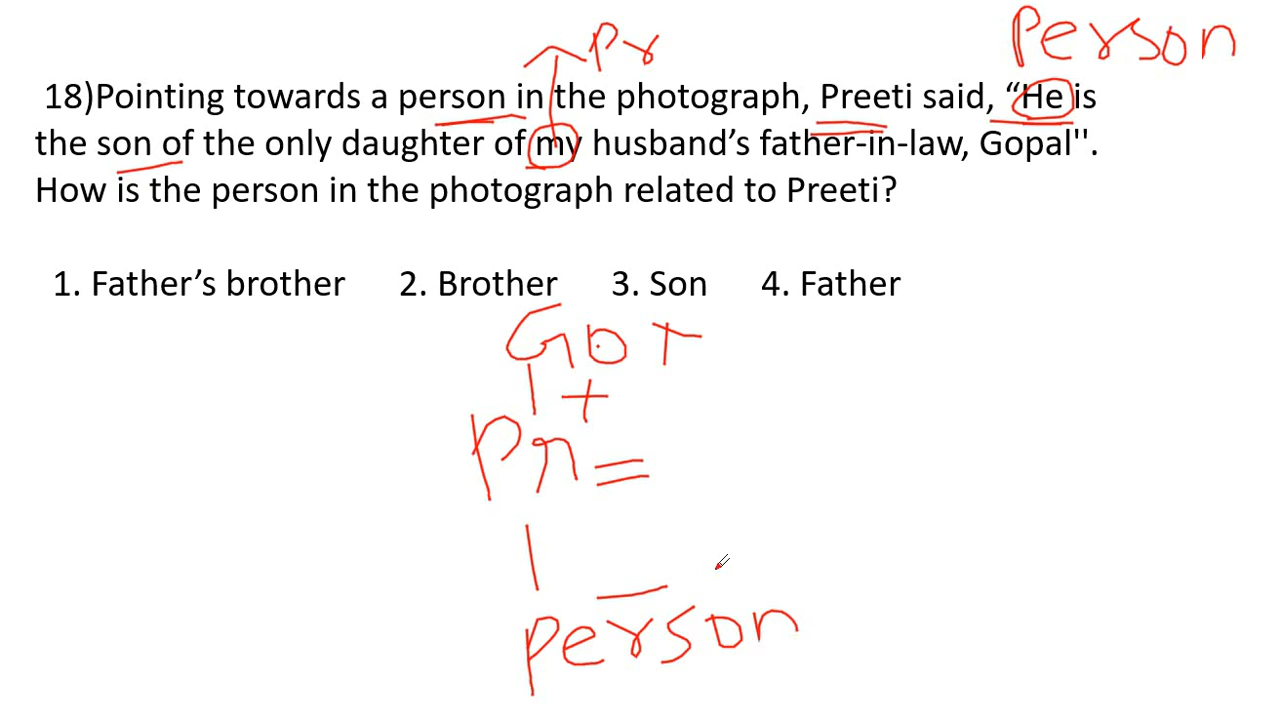 Pr
Person
18)Pointing towards a person in the photograph, Preeti said, “He is
the son of the only daughter of my husband’s father-in-law, Gopal''.
How is the person in the photograph related to Preeti?
1. Father’s brother 2. Brother 3. Son 4. Father
Go +
+
Pr =
person